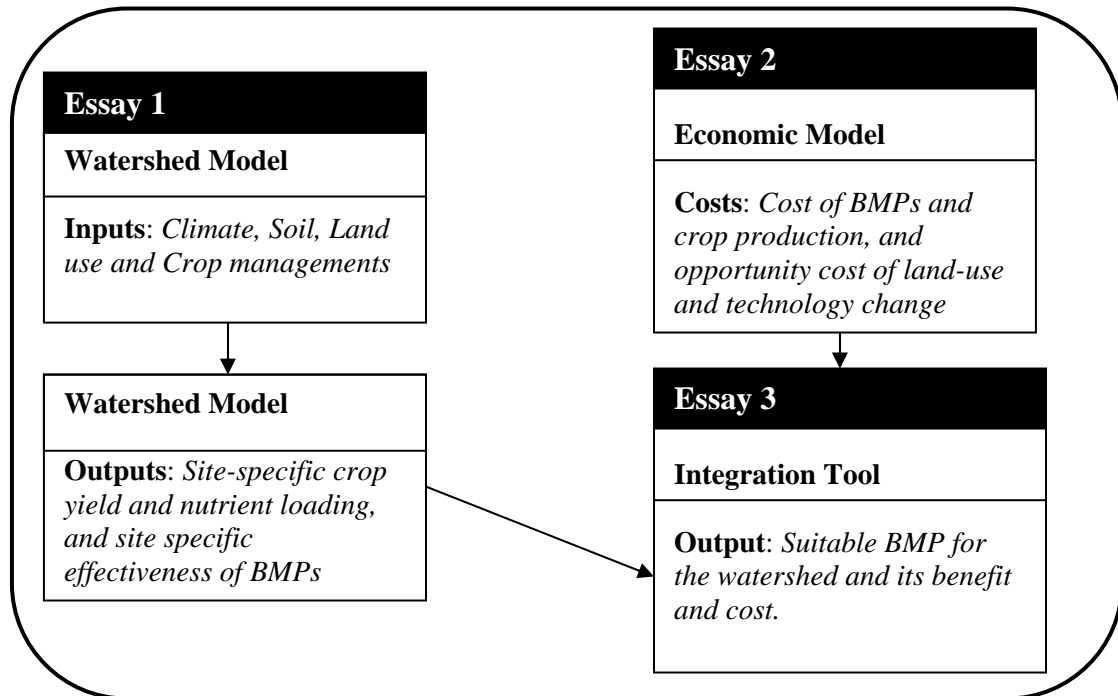 Essay 1
Watershed Model
Inputs: Climate, Soil, Land
use and Crop managements
Watershed Model
Outputs: Site-specific crop
yield and nutrient loading,
and site specific
effectiveness of BMPs
Essay 2
Economic Model
Costs: Cost of BMPs and
crop production, and
opportunity cost of land-use
and technology change
Essay 3
Integration Tool
Output: Suitable BMP for
the watershed and its benefit
and cost.